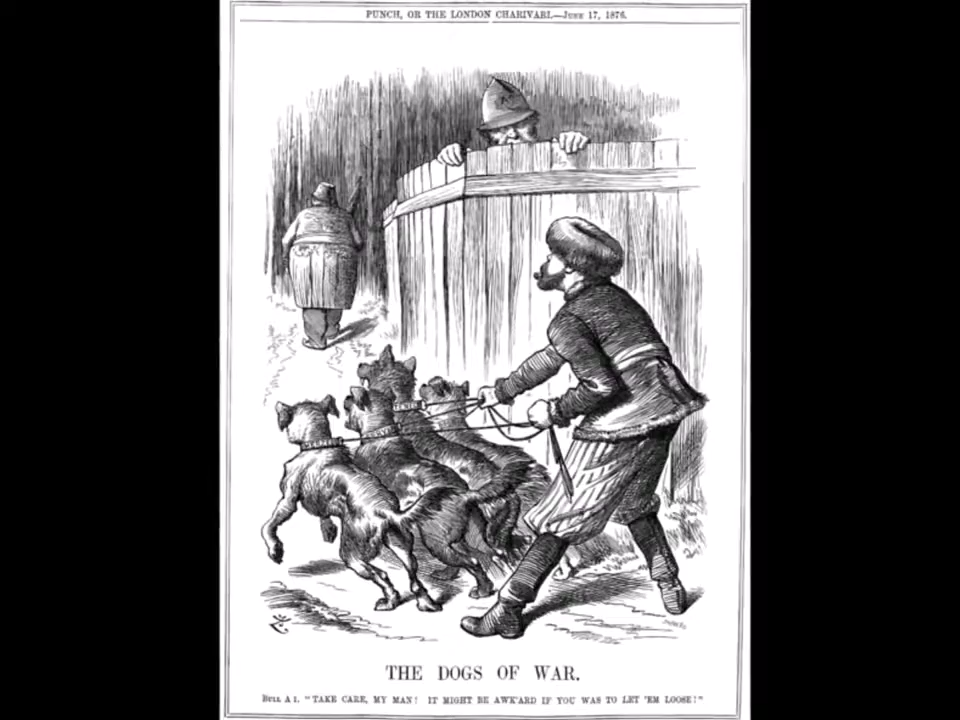 PUNCH, OR THE LONDON CHARIVARI.—JUNE 17, 1876.
THE DOGS OF WAR.
BULL A 1. "TAKE CARE, MY MAN! IT MIGHT BE AWK'ARD IF YOU WAS TO LET 'EM LOOSE!"